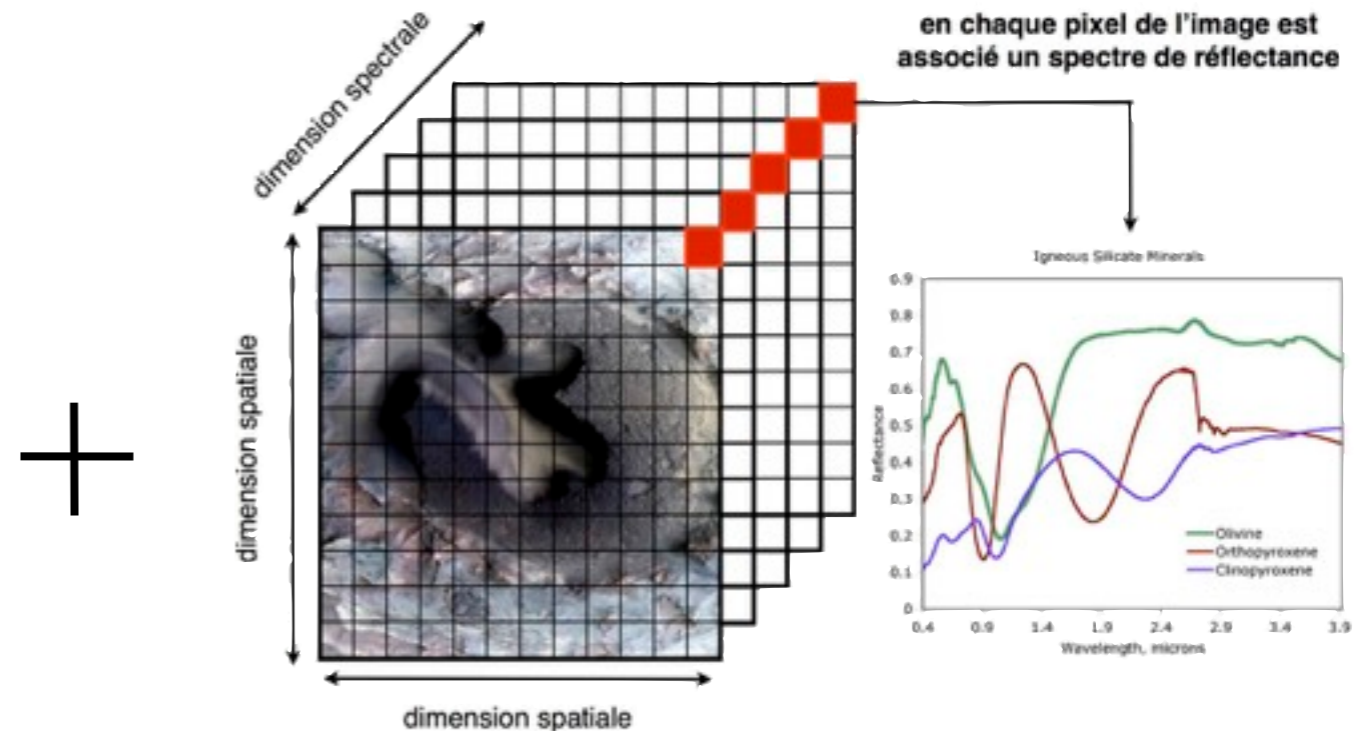 en chaque pixel de l'image est
associé un spectre de réflectance
dimension spectrale
dimension spatiale
dimension spatiale
Igneous Silicate Minerals
Reflectance
0.9
0.8
0.7
0.6
0.5
0.4
0.3
0.2
0.1
0
Olivine
Orthopyroxene
Clinopyroxene
0.4 0.9 1.4 1.9 2.4 2.9 3.4 3.9
Wavelength, microns